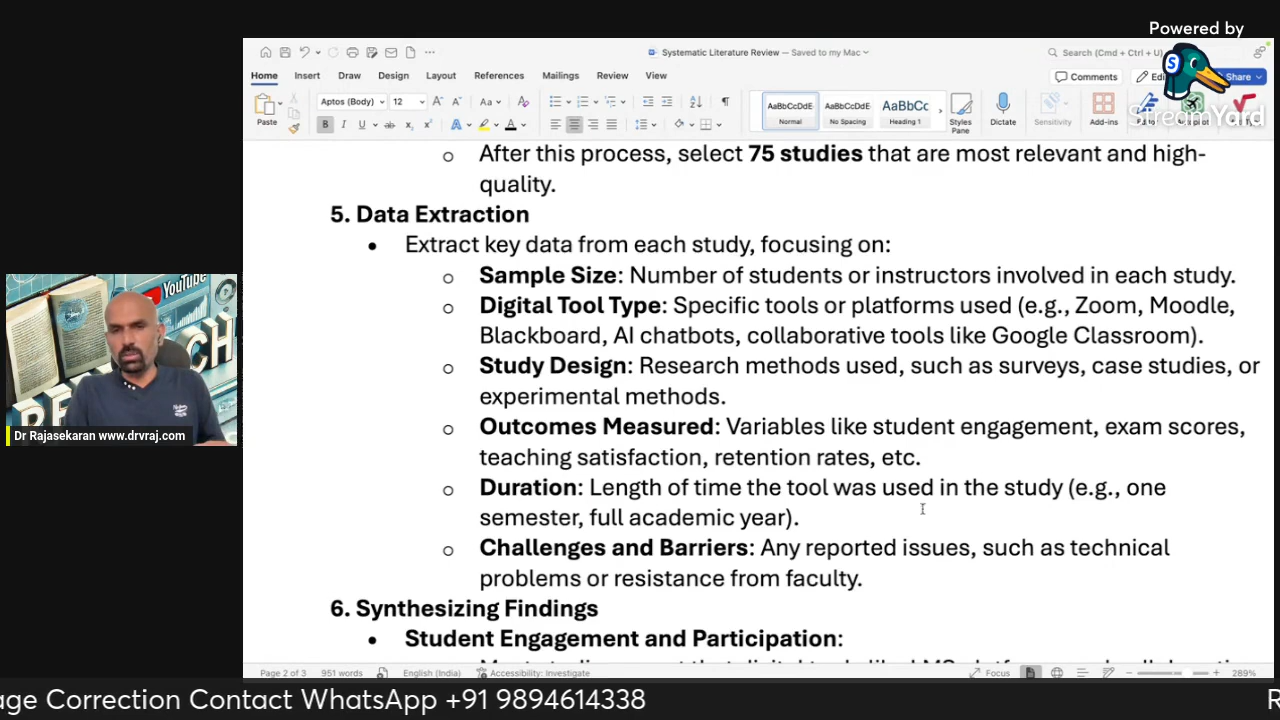 Powered by
Systematic Literature Review – Saved to my Mac
Search (Cmd + Ctrl + U)
Home Insert Draw Design Layout References Mailings Review View
Comments
Share
Paste
Aptos (Body) 12
AaBbCcDdE AaBbCcDdE AaBbCc
Normal No Spacing Heading 1
Styles Pane
Dictate
Sensitivity
Add-ins
StreamYard
After this process, select 75 studies that are most relevant and high-
quality.
5. Data Extraction
Extract key data from each study, focusing on:
Sample Size: Number of students or instructors involved in each study.
Digital Tool Type: Specific tools or platforms used (e.g., Zoom, Moodle,
Blackboard, AI chatbots, collaborative tools like Google Classroom).
Study Design: Research methods used, such as surveys, case studies, or
experimental methods.
Outcomes Measured: Variables like student engagement, exam scores,
teaching satisfaction, retention rates, etc.
Duration: Length of time the tool was used in the study (e.g., one
semester, full academic year).
Challenges and Barriers: Any reported issues, such as technical
problems or resistance from faculty.
6. Synthesizing Findings
Student Engagement and Participation:
YouTube
Dr Rajasekaran www.drvraj.com
Page 2 of 3 951 words English (India) Accessibility: Investigate Focus 289%
age Correction Contact WhatsApp +91 9894614338 R